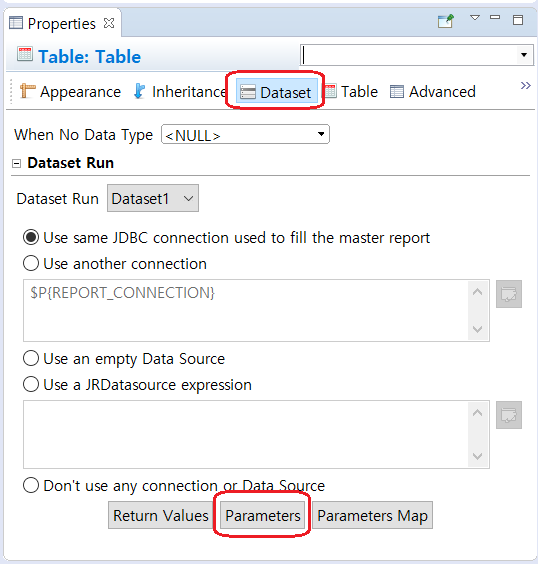 Properties
Table: Table
Appearance Inheritance Dataset Table Advanced
When No Data Type <NULL>
Dataset Run
Dataset Run Dataset1
Use same JDBC connection used to fill the master report
Use another connection
$P{REPORT_CONNECTION}
Use an empty Data Source
Use a JRDatasource expression
Don't use any connection or Data Source
Return Values Parameters Parameters Map